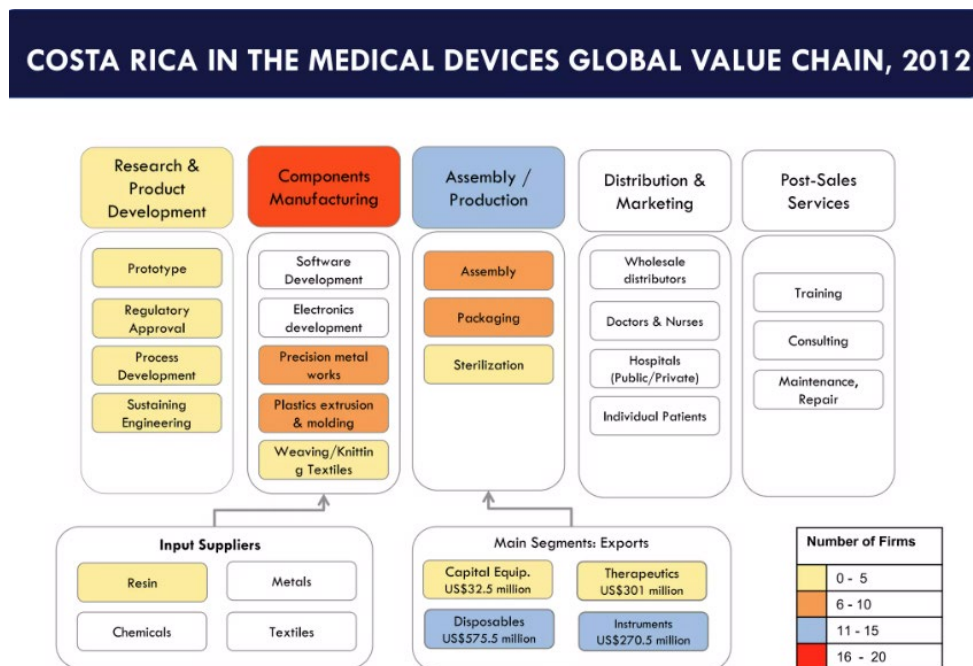 COSTA RICA IN THE MEDICAL DEVICES GLOBAL VALUE CHAIN, 2012
Research &
Product
Development
Components
Manufacturing
Assembly /
Production
Distribution &
Marketing
Post-Sales
Services
Prototype
Regulatory
Approval
Process
Development
Sustaining
Engineering
Software
Development
Electronics
development
Precision metal
works
Plastics extrusion
& molding
Weaving/Knittin
g Textiles
Assembly
Packaging
Sterilization
Wholesale
distributors
Doctors & Nurses
Hospitals
(Public/Private)
Individual Patients
Training
Consulting
Maintenance,
Repair
Input Suppliers
Resin
Metals
Chemicals
Textiles
Main Segments: Exports
Capital Equip.
US$32.5 million
Therapeutics
US$301 million
Disposables
US$575.5 million
Instruments
US$270.5 million
Number of Firms
0 - 5
6 - 10
11 - 15
16 - 20